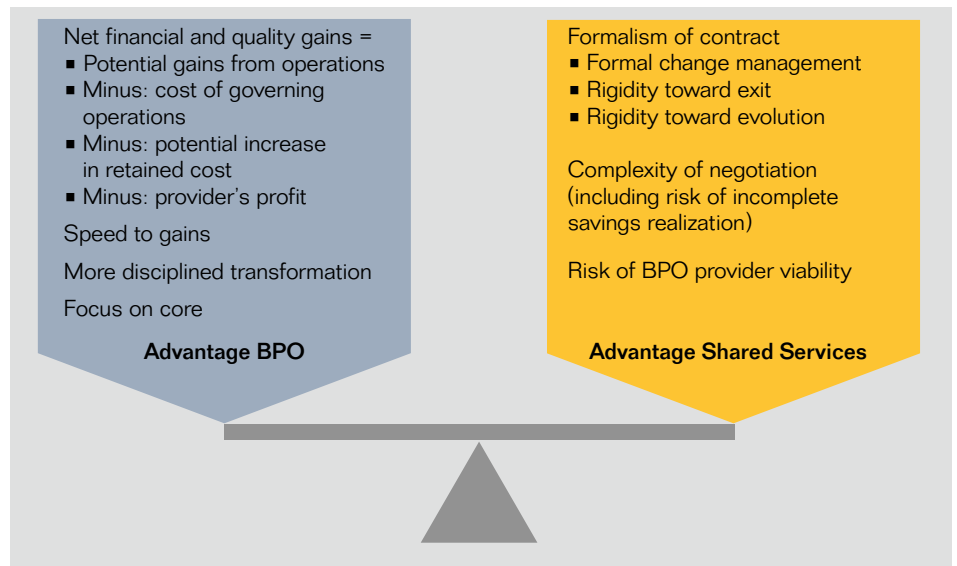 Net financial and quality gains =
▪ Potential gains from operations
▪ Minus: cost of governing
operations
▪ Minus: potential increase
in retained cost
▪ Minus: provider’s profit
Speed to gains
More disciplined transformation
Focus on core
Advantage BPO
Formalism of contract
▪ Formal change management
▪ Rigidity toward exit
▪ Rigidity toward evolution
Complexity of negotiation
(including risk of incomplete
savings realization)
Risk of BPO provider viability
Advantage Shared Services